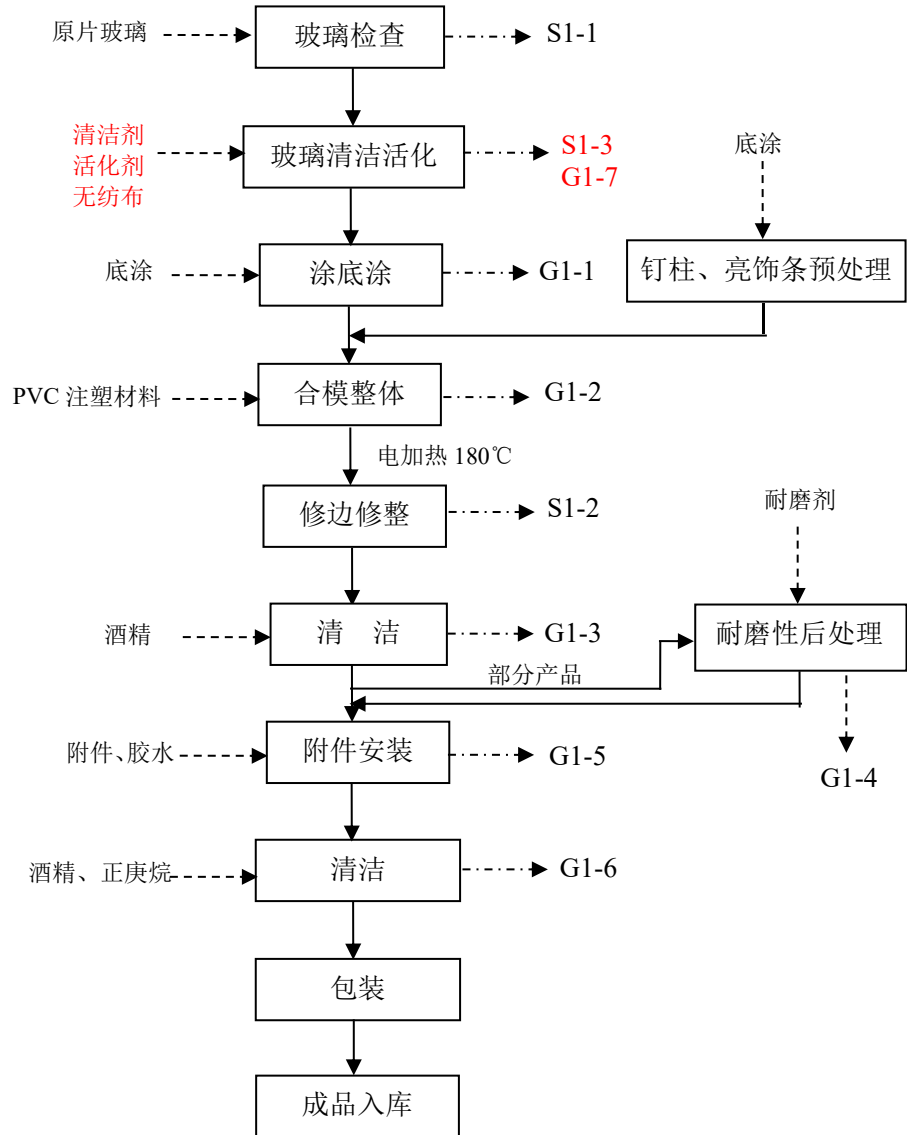 原片玻璃
玻璃检查
S1-1
清洁剂
活化剂
无纺布
玻璃清洁活化
S1-3
G1-7
底涂
底涂
涂底涂
G1-1
钉柱、亮饰条预处理
PVC 注塑材料
合模整体
G1-2
电加热 180℃
修边修整
S1-2
耐磨剂
酒精
清 洁
G1-3
耐磨性后处理
部分产品
附件、胶水
附件安装
G1-5
G1-4
酒精、正庚烷
清洁
G1-6
包装
成品入库